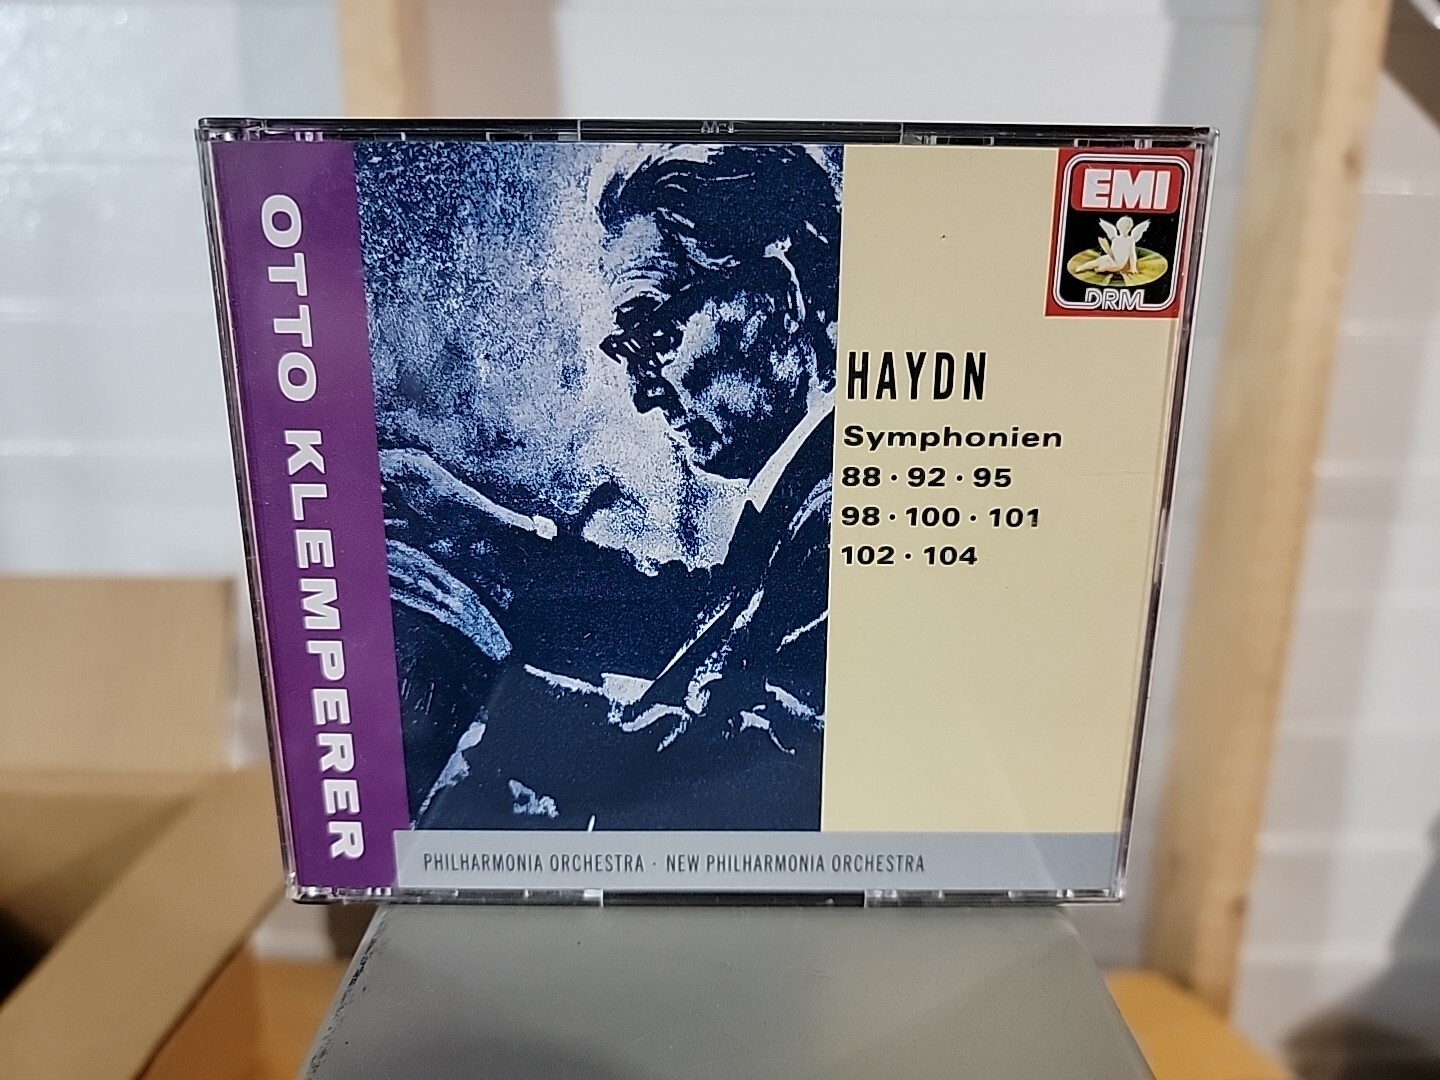 OTTO KLEMPERER
EMI
DRM
HAYDN
Symphonien
88 · 92 · 95
98 · 100 · 101
102 · 104
PHILHARMONIA ORCHESTRA · NEW PHILHARMONIA ORCHESTRA